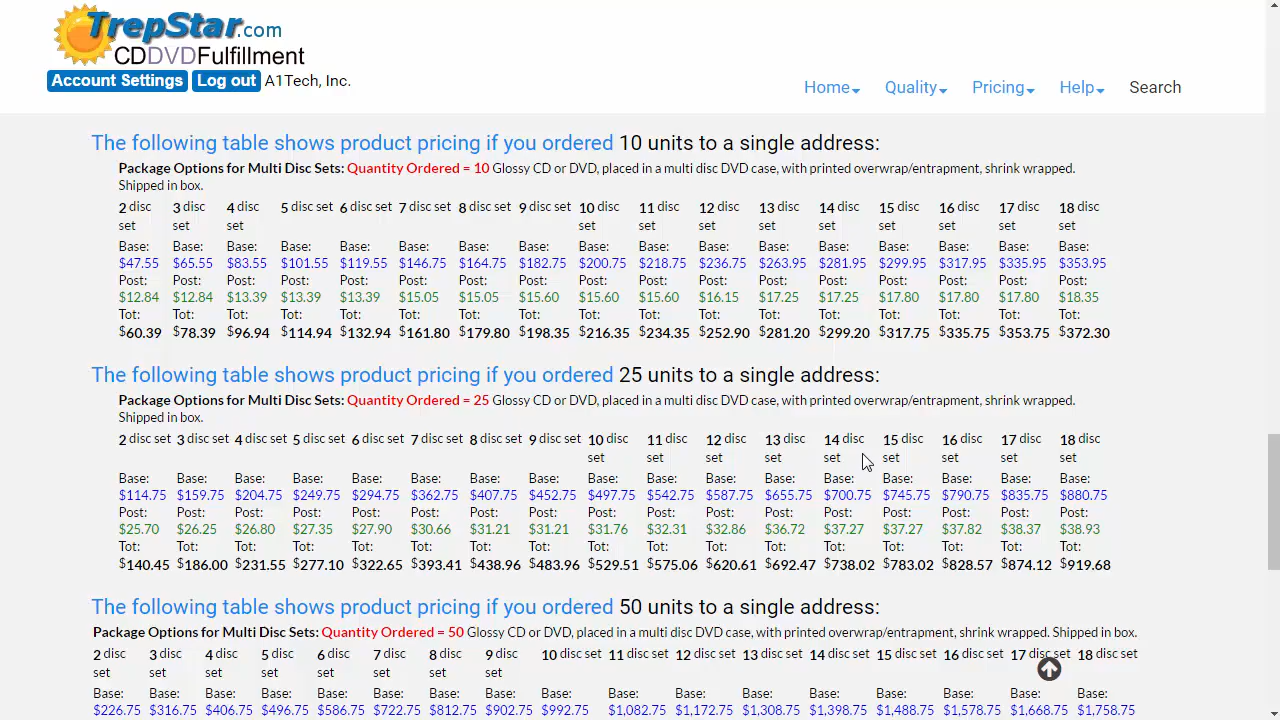 TrepStar.com
CDDVDFulfillment
Account Settings Log out A1Tech, Inc.
Home Quality Pricing Help Search
The following table shows product pricing if you ordered 10 units to a single address:
Package Options for Multi Disc Sets: Quantity Ordered = 10 Glossy CD or DVD, placed in a multi disc DVD case, with printed overwrap/entrapment, shrink wrapped.
Shipped in box.
2 disc set 3 disc set 4 disc set 5 disc set 6 disc set 7 disc set 8 disc set 9 disc set 10 disc set 11 disc set 12 disc set 13 disc set 14 disc set 15 disc set 16 disc set 17 disc set 18 disc set
Base: Base: Base: Base: Base: Base: Base: Base: Base: Base: Base: Base: Base: Base: Base: Base: Base:
$47.55 $65.55 $83.55 $101.55 $119.55 $146.75 $164.75 $182.75 $200.75 $218.75 $236.75 $263.95 $281.95 $299.95 $317.95 $335.95 $353.95
Post: Post: Post: Post: Post: Post: Post: Post: Post: Post: Post: Post: Post: Post: Post: Post: Post:
$12.84 $12.84 $13.39 $13.39 $13.39 $15.05 $15.05 $15.60 $15.60 $15.60 $16.15 $17.25 $17.25 $17.80 $17.80 $17.80 $18.35
Tot: Tot: Tot: Tot: Tot: Tot: Tot: Tot: Tot: Tot: Tot: Tot: Tot: Tot: Tot: Tot: Tot:
$60.39 $78.39 $96.94 $114.94 $132.94 $161.80 $179.80 $198.35 $216.35 $234.35 $252.90 $281.20 $299.20 $317.75 $335.75 $353.75 $372.30
The following table shows product pricing if you ordered 25 units to a single address:
Package Options for Multi Disc Sets: Quantity Ordered = 25 Glossy CD or DVD, placed in a multi disc DVD case, with printed overwrap/entrapment, shrink wrapped.
Shipped in box.
2 disc set 3 disc set 4 disc set 5 disc set 6 disc set 7 disc set 8 disc set 9 disc set 10 disc set 11 disc set 12 disc set 13 disc set 14 disc set 15 disc set 16 disc set 17 disc set 18 disc set
Base: Base: Base: Base: Base: Base: Base: Base: Base: Base: Base: Base: Base: Base: Base: Base: Base:
$114.75 $159.75 $204.75 $249.75 $294.75 $362.75 $407.75 $452.75 $497.75 $542.75 $587.75 $655.75 $700.75 $745.75 $790.75 $835.75 $880.75
Post: Post: Post: Post: Post: Post: Post: Post: Post: Post: Post: Post: Post: Post: Post: Post: Post:
$25.70 $26.25 $26.80 $27.35 $27.90 $30.66 $31.21 $31.21 $31.76 $32.31 $32.86 $36.72 $37.27 $37.27 $37.82 $38.37 $38.93
Tot: Tot: Tot: Tot: Tot: Tot: Tot: Tot: Tot: Tot: Tot: Tot: Tot: Tot: Tot: Tot: Tot:
$140.45 $186.00 $231.55 $277.10 $322.65 $393.41 $438.96 $483.96 $529.51 $575.06 $620.61 $692.47 $738.02 $783.02 $828.57 $874.12 $919.68
The following table shows product pricing if you ordered 50 units to a single address:
Package Options for Multi Disc Sets: Quantity Ordered = 50 Glossy CD or DVD, placed in a multi disc DVD case, with printed overwrap/entrapment, shrink wrapped. Shipped in box.
2 disc set 3 disc set 4 disc set 5 disc set 6 disc set 7 disc set 8 disc set 9 disc set 10 disc set 11 disc set 12 disc set 13 disc set 14 disc set 15 disc set 16 disc set 17 disc set 18 disc set
Base: Base: Base: Base: Base: Base: Base: Base: Base: Base: Base: Base: Base: Base: Base: Base: Base:
$226.75 $316.75 $406.75 $496.75 $586.75 $722.75 $812.75 $902.75 $992.75 $1,082.75 $1,172.75 $1,308.75 $1,398.75 $1,488.75 $1,578.75 $1,668.75 $1,758.75